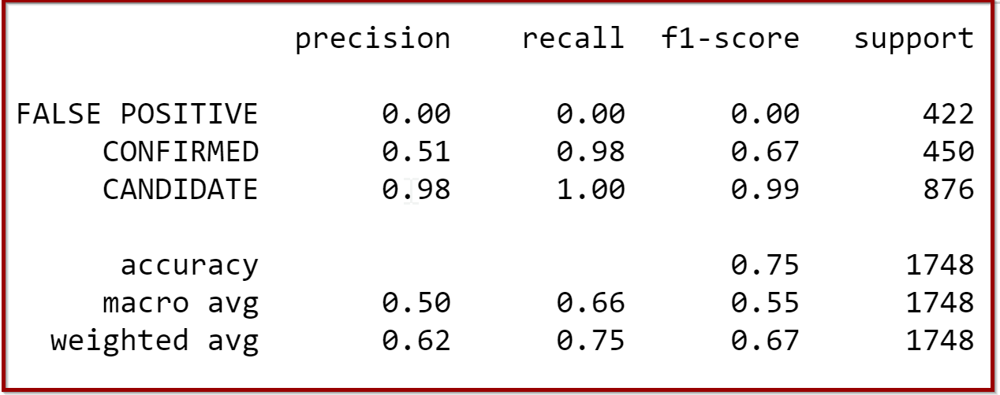 precision recall f1-score support
FALSE POSITIVE 0.00 0.00 0.00 422
CONFIRMED 0.51 0.98 0.67 450
CANDIDATE 0.98 1.00 0.99 876
accuracy 0.75 1748
macro avg 0.50 0.66 0.55 1748
weighted avg 0.62 0.75 0.67 1748